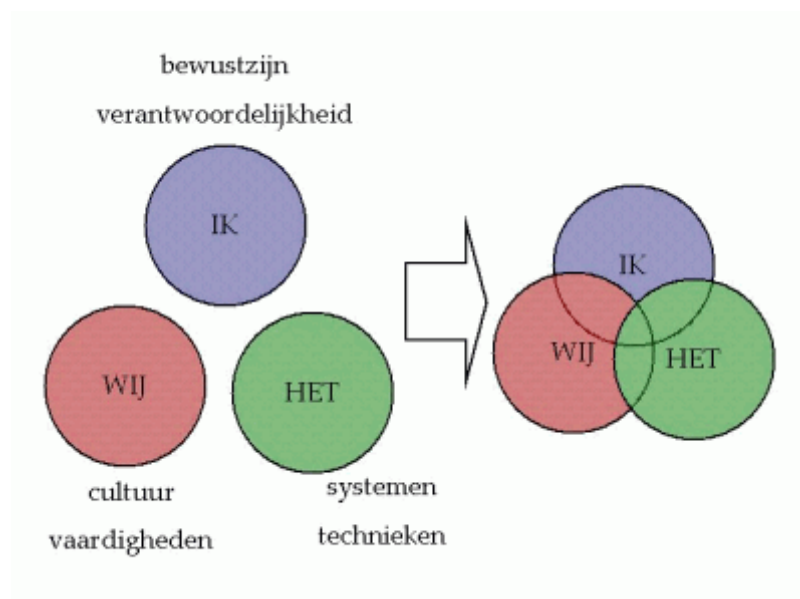 bewustzijn
verantwoordelijkheid
IK
WIJ
HET
cultuur
vaardigheden
systemen
technieken
IK
WIJ
HET